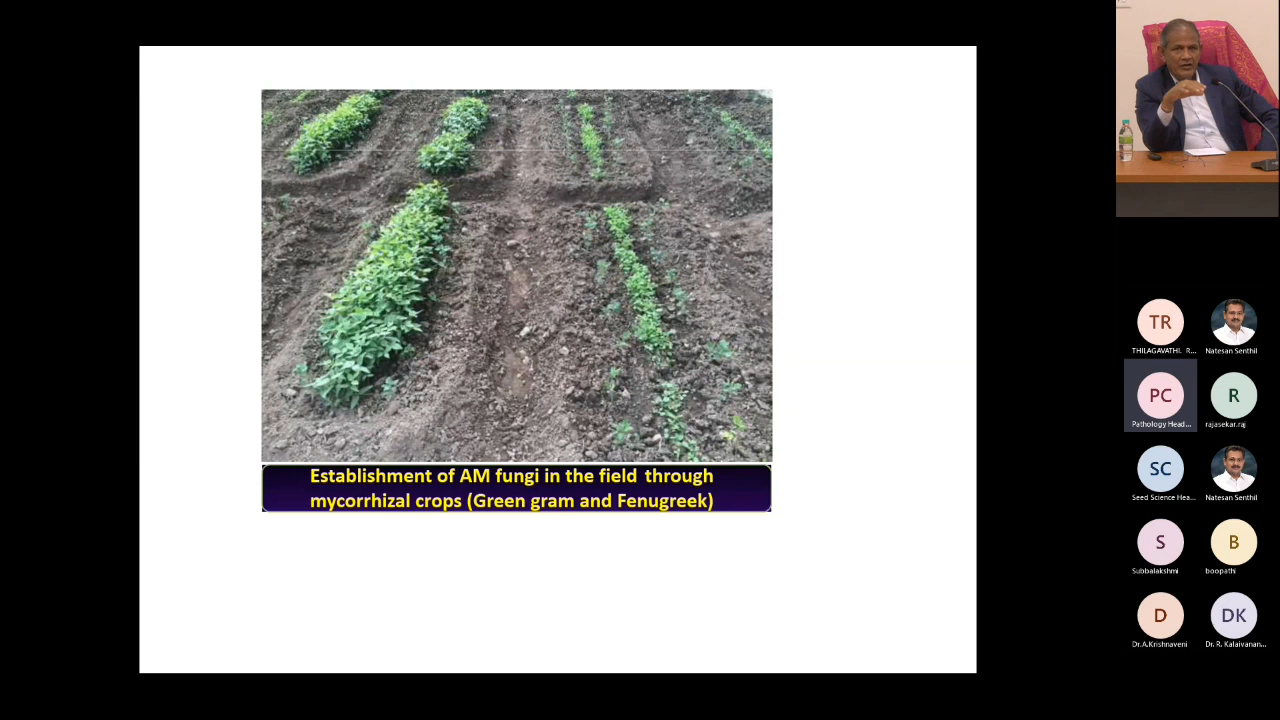 Establishment of AM fungi in the field through
mycorrhizal crops (Green gram and Fenugreek)
TR
THILAGAVATHI. R...
Natesan Senthil
PC
Pathology Head...
R
rajasekar.raj
SC
Seed Science Hea...
Natesan Senthil
S
Subbalakshmi
B
boopathi
D
Dr.A.Krishnaveni
DK
Dr. R. Kalaivanan...